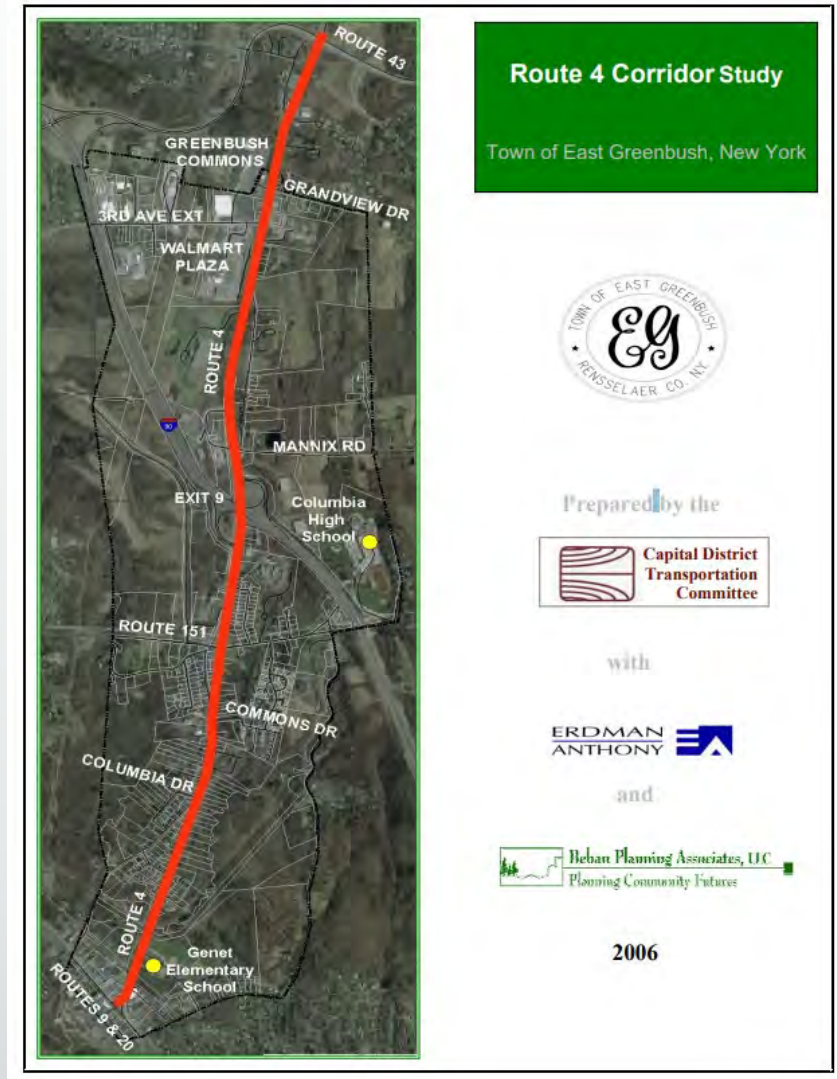 ROUTE 43
GREENBUSH
COMMONS
GRANDVIEW DR
3RD AVE EXT
WALMART
PLAZA
ROUTE 4
90
MANNIX RD
EXIT 9
Columbia
High
School
ROUTE 151
COMMONS DR
COLUMBIA DR
ROUTE 4
Genet
Elementary
School
ROUTES 9 & 20
Route 4 Corridor Study
Town of East Greenbush, New York
TOWN OF EAST GREENBUSH
EG
RENSSELAER CO. N.Y.
Prepared by the
Capital District
Transportation
Committee
with
ERDMAN
ANTHONY
EA
and
Behan Planning Associates, LLC
Planning Community Futures
2006